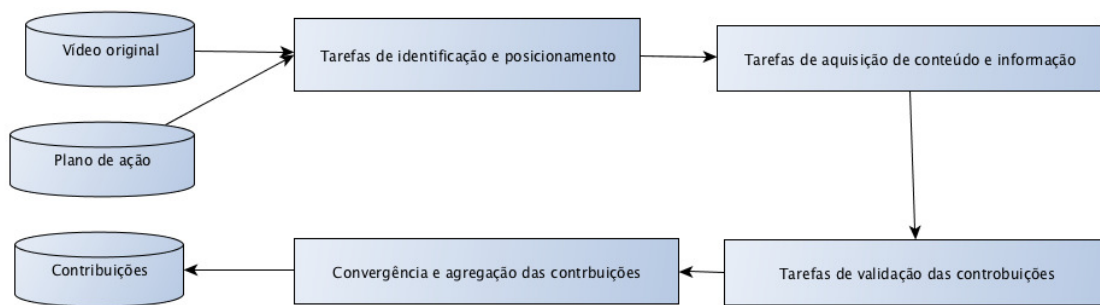 Vídeo original
Tarefas de identificação e posicionamento
Tarefas de aquisição de conteúdo e informação
Plano de ação
Contribuições
Convergência e agregação das contrbuições
Tarefas de validação das controbuições